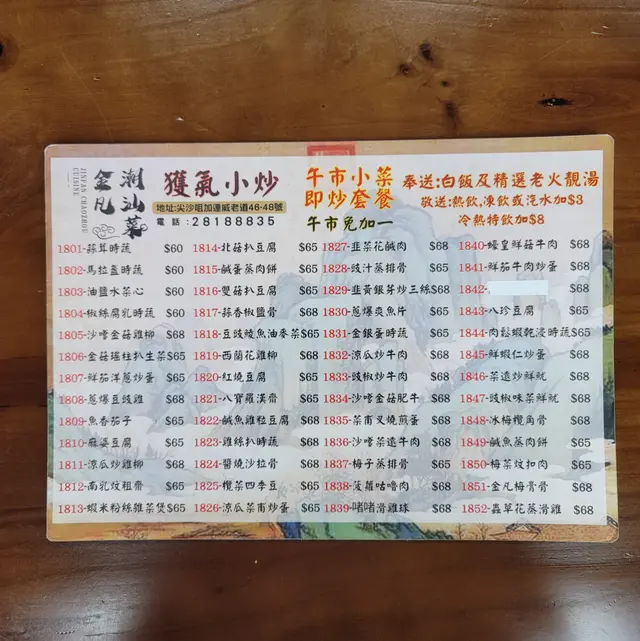 金凡潮汕菜
JINFAN CHAOZHOU CUISINE
獲氣小炒
地址:尖沙咀加連威老道46-48號
電話:28188835
午市小菜
即炒套餐
午市免加一
奉送:白飯及精選老火靚湯
敬送:熱飲,凍飲或汽水加$3
冷熱特飲加$8
1801-蒜茸時蔬 $60
1802-馬拉盞時蔬 $60
1803-油鹽水菜心 $60
1804-椒絲腐乳時蔬 $60
1805-沙嗲金菇雞柳 $68
1806-金菇瑤柱扒生菜$65
1807-鮮茄洋蔥炒蛋 $65
1808-蔥爆豆豉雞 $68
1809-魚香茄子 $65
1810-麻婆豆腐 $65
1811-涼瓜炒雞柳 $68
1812-南乳炆粗齋 $65
1813-蝦米粉絲雜菜煲$65
1814-北菇扒豆腐 $65
1815-鹹蛋蒸肉餅 $65
1816-雙菇扒豆腐 $65
1817-蒜香椒鹽骨 $68
1818-豆豉鯪魚油麥菜$65
1819-西蘭花雞柳 $68
1820-紅燒豆腐 $65
1821-八寶羅漢齋 $65
1822-鹹魚雞粒豆腐 $68
1823-雞絲扒時蔬 $68
1824-醬燒沙拉骨 $68
1825-欖菜四季豆 $65
1826-涼瓜菜甫炒蛋 $65
1827-韭菜花鹹肉 $68
1828-豉汁蒸排骨 $65
1829-韭黃銀芽炒三絲$68
1830-蔥爆爽魚片 $65
1831-金銀蛋時蔬 $65
1832-涼瓜炒牛肉 $68
1833-豉椒炒牛肉 $68
1834-沙嗲金菇肥牛 $68
1835-菜甫叉燒煎蛋 $68
1836-沙嗲菜遠牛肉 $68
1837-梅子蒸排骨 $65
1838-菠蘿咕嚕肉 $68
1839-啫啫滑雞球 $68
1840-蠔皇鮮菇牛肉 $68
1841-鮮茄牛肉炒蛋 $68
1842- $68
1843-八珍豆腐 $65
1844-肉鬆蝦乾浸時蔬$65
1845-鮮蝦仁炒蛋 $68
1846-菜遠炒鮮魷 $68
1847-豉椒味菜鮮魷 $68
1848-冰梅欖角骨 $68
1849-鹹魚蒸肉餅 $65
1850-梅菜炆扣肉 $65
1851-金凡梅膏骨 $68
1852-蟲草花蒸滑雞 $68